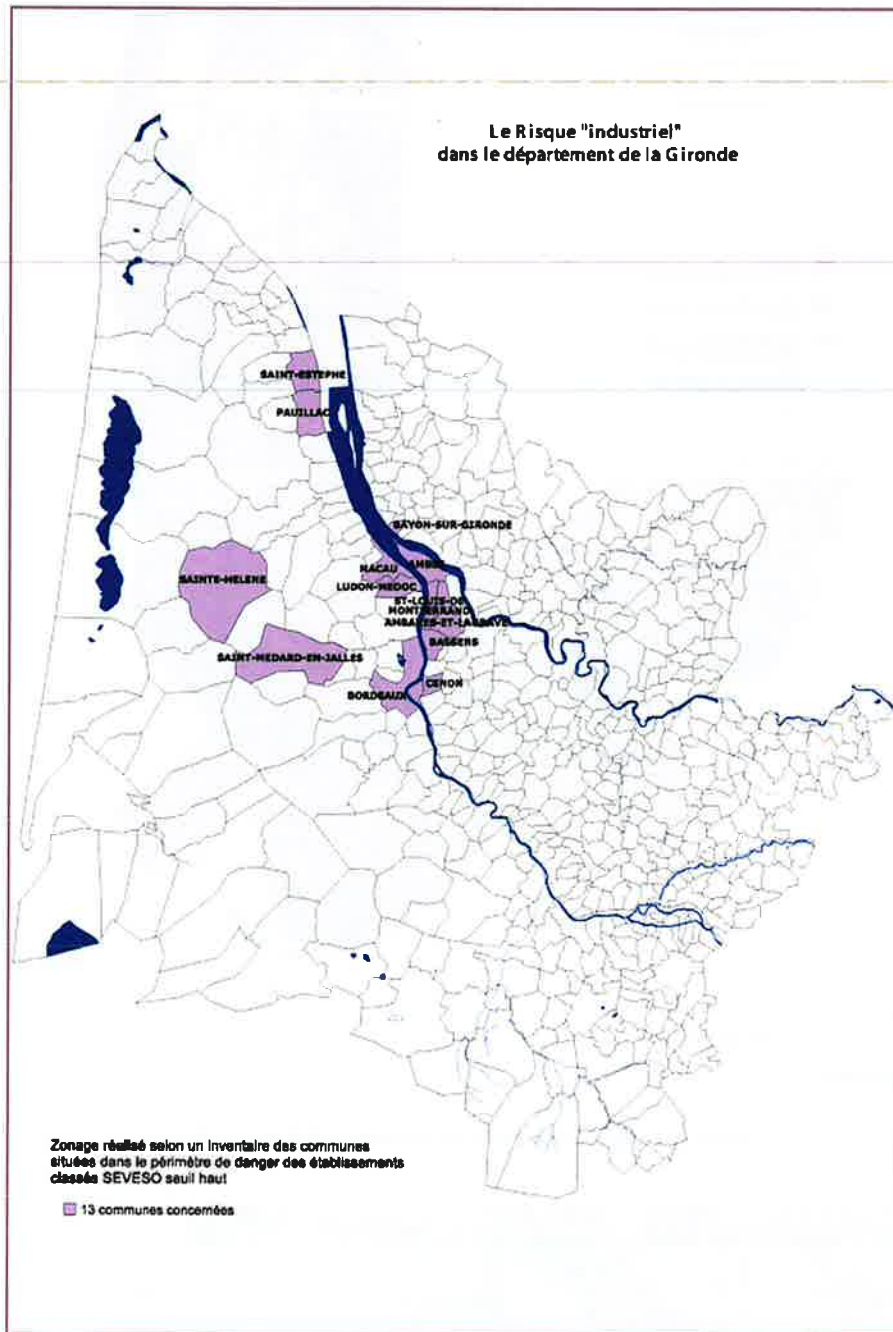 Le Risque "industriel"
dans le département de la Gironde
SAINT-ESTEPHE
PAUILLAC
BAYON-SUR-GIRONDE
AMBES
MACAU
SAINTE-HELENE
LUDON-MEDOC
ST-LOUIS-DE
MONTFERRAND
AMBARES-ET-LAGRAVE
BASSENS
SAINT-MEDARD-EN-JALLES
CENON
BORDEAUX
Zonage réalisé selon un inventaire des communes
situées dans le périmètre de danger des établissements
classés SEVESO seuil haut
13 communes concernées